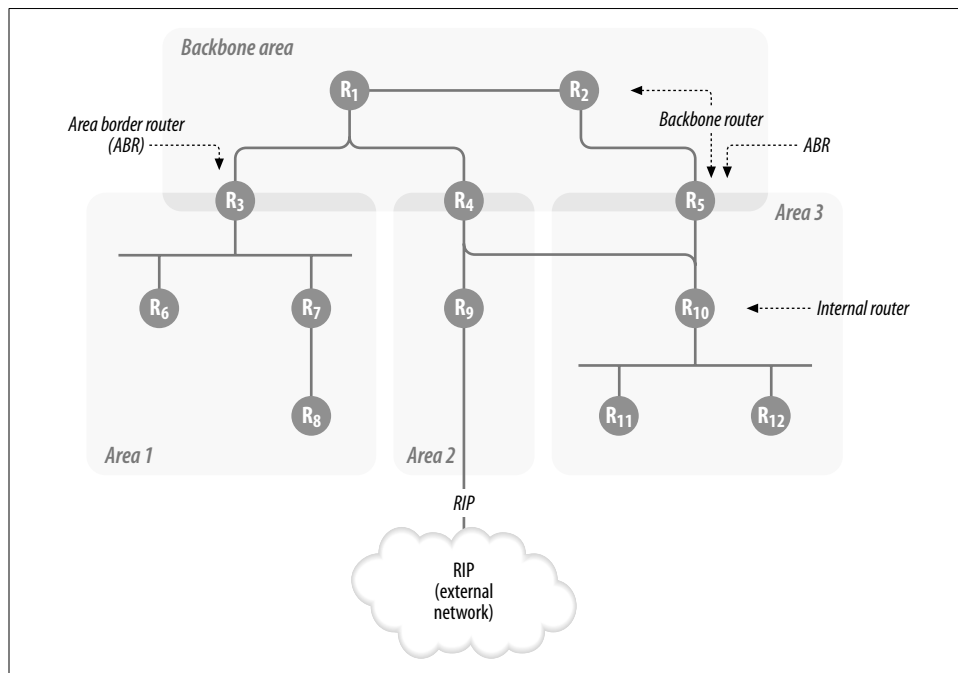 Backbone area
R1
R2
Area border router
(ABR)
Backbone router
ABR
R3
R4
R5
Area 3
R6
R7
R9
R10
Internal router
R8
R11
R12
Area 1
Area 2
RIP
RIP
(external
network)